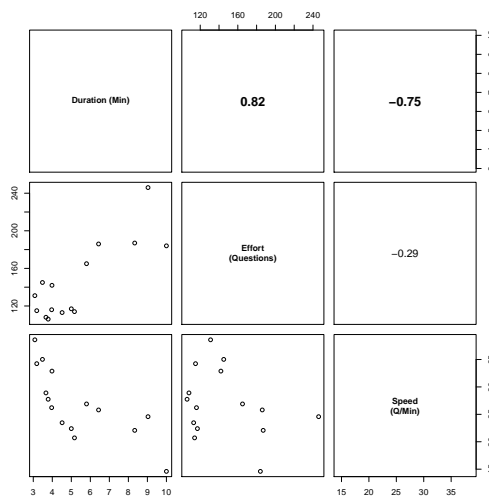 120 160 200 240
Duration (Min)
0.82
−0.75
120 160 200 240
Effort
(Questions)
−0.29
Speed
(Q/Min)
3 4 5 6 7 8 9 10
15 20 25 30 35